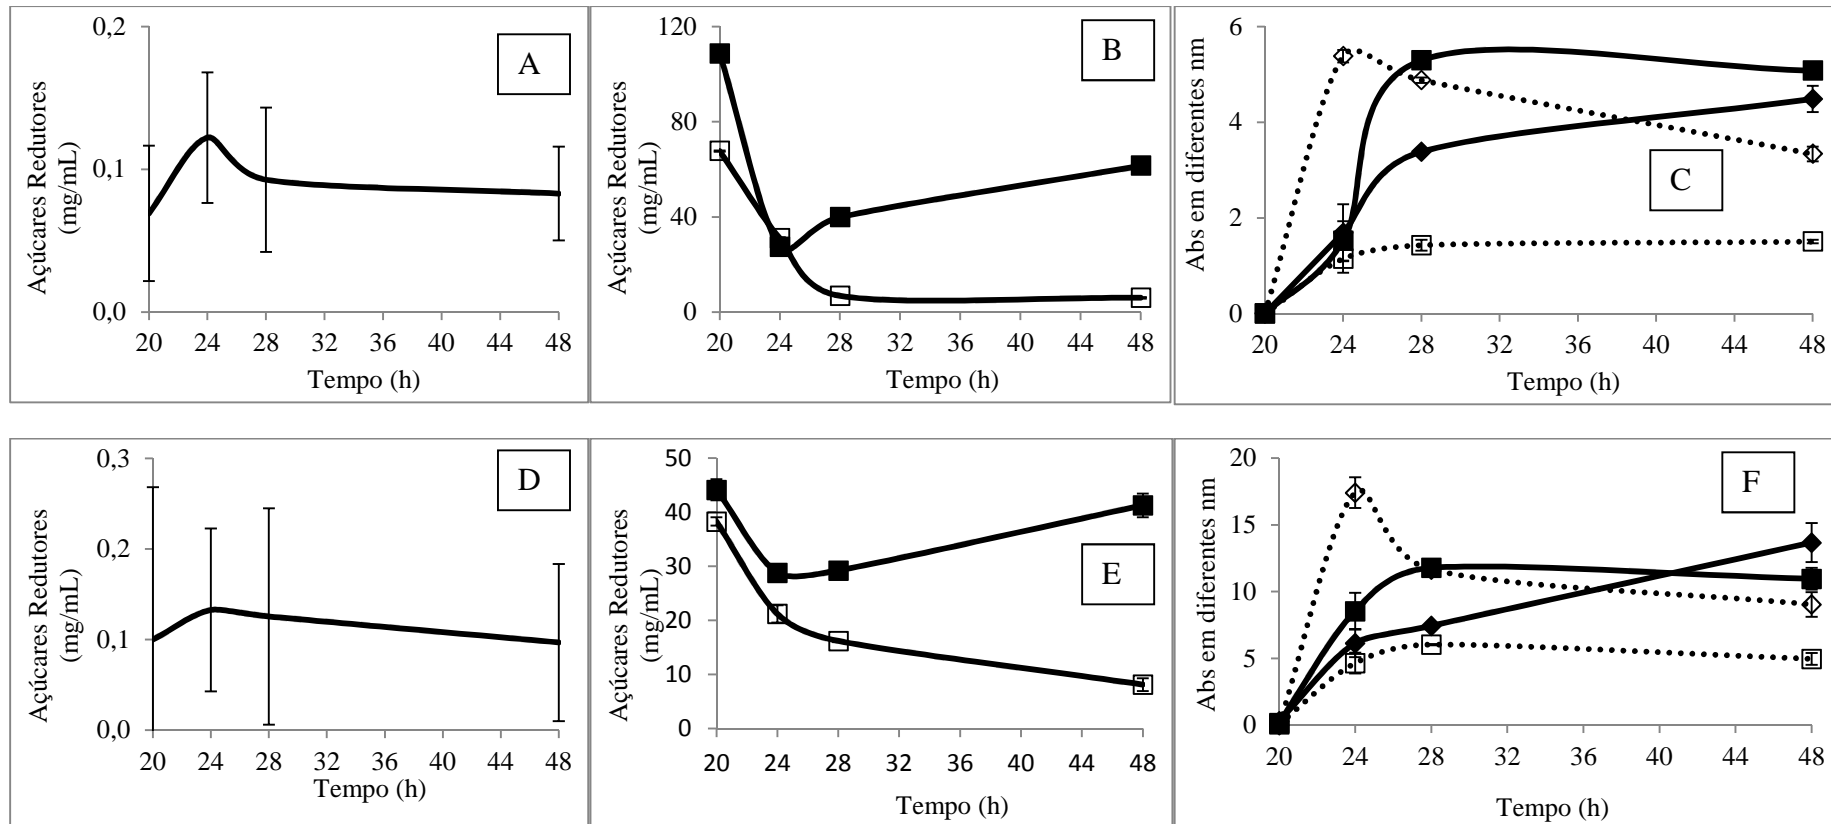 A
0,2
0,1
0,0
Açúcares Redutores
(mg/mL)
20 24 28 32 36 40 44 48
Tempo (h)
B
120
80
40
0
Açúcares Redutores
(mg/mL)
20 24 28 32 36 40 44 48
Tempo (h)
C
6
4
2
0
Abs em diferentes nm
20 24 28 32 36 40 44 48
Tempo (h)
D
0,3
0,2
0,1
0,0
Açúcares Redutores
(mg/mL)
20 24 28 32 36 40 44 48
Tempo (h)
E
50
40
30
20
10
0
Açúcares Redutores
(mg/mL)
20 24 28 32 36 40 44 48
Tempo (h)
F
20
15
10
5
0
Abs em diferentes nm
20 24 28 32 36 40 44 48
Tempo (h)